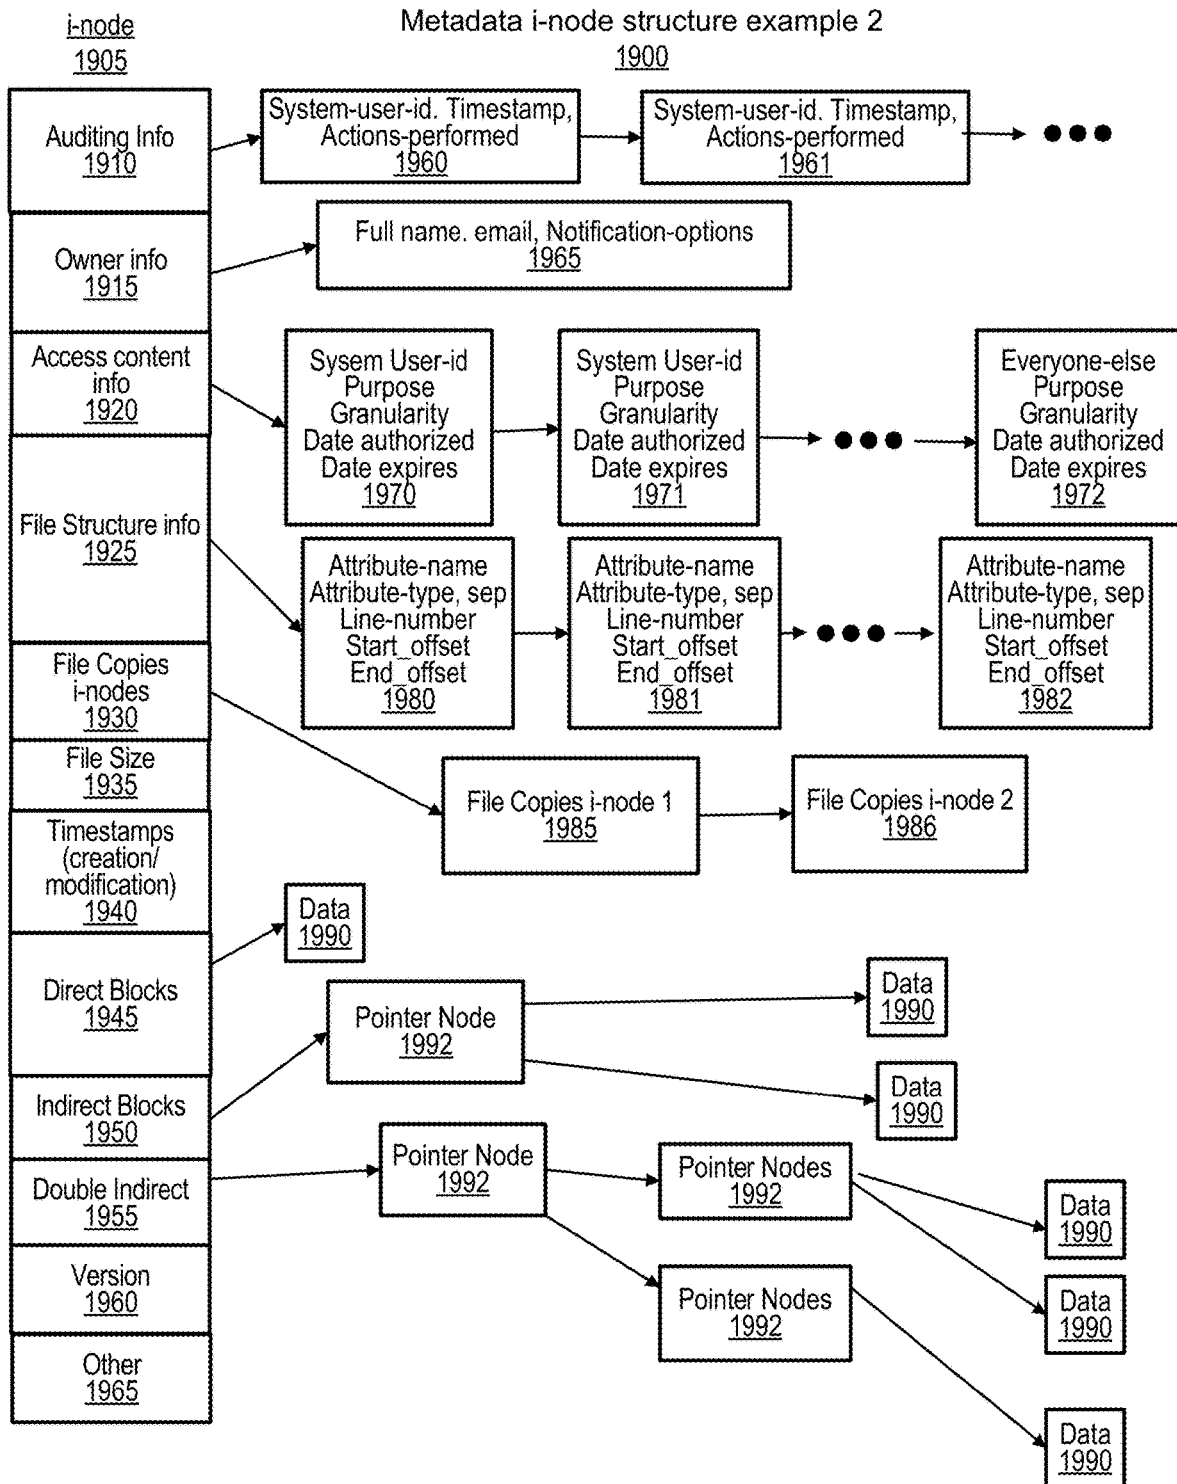 i-node
1905
Metadata i-node structure example 2
1900
Auditing Info
1910
System-user-id. Timestamp,
Actions-performed
1960
System-user-id. Timestamp,
Actions-performed
1961
Owner info
1915
Full name. email, Notification-options
1965
Access content
info
1920
Sysem User-id
Purpose
Granularity
Date authorized
Date expires
1970
System User-id
Purpose
Granularity
Date authorized
Date expires
1971
Everyone-else
Purpose
Granularity
Date authorized
Date expires
1972
File Structure info
1925
Attribute-name
Attribute-type, sep
Line-number
Start_offset
End_offset
1980
Attribute-name
Attribute-type, sep
Line-number
Start_offset
End_offset
1981
Attribute-name
Attribute-type, sep
Line-number
Start_offset
End_offset
1982
File Copies
i-nodes
1930
File Copies i-node 1
1985
File Copies i-node 2
1986
File Size
1935
Timestamps
(creation/
modification)
1940
Data
1990
Direct Blocks
1945
Pointer Node
1992
Data
1990
Data
1990
Indirect Blocks
1950
Double Indirect
1955
Pointer Node
1992
Pointer Nodes
1992
Data
1990
Data
1990
Version
1960
Pointer Nodes
1992
Data
1990
Other
1965